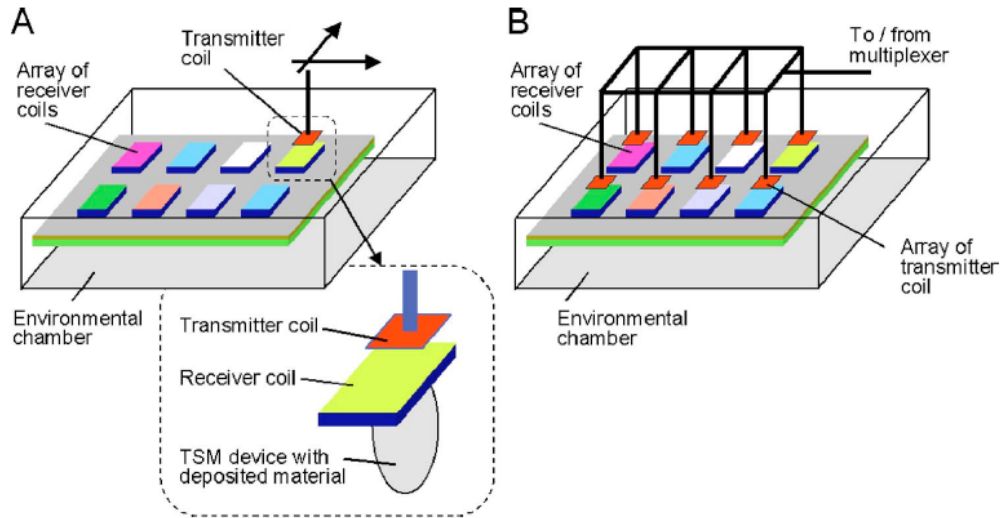 A
Transmitter
coil
Array of
receiver
coils
Environmental
chamber
Transmitter coil
Receiver coil
TSM device with
deposited material
B
To / from
multiplexer
Array of
receiver coils
Array of
transmitter
coil
Environmental
chamber